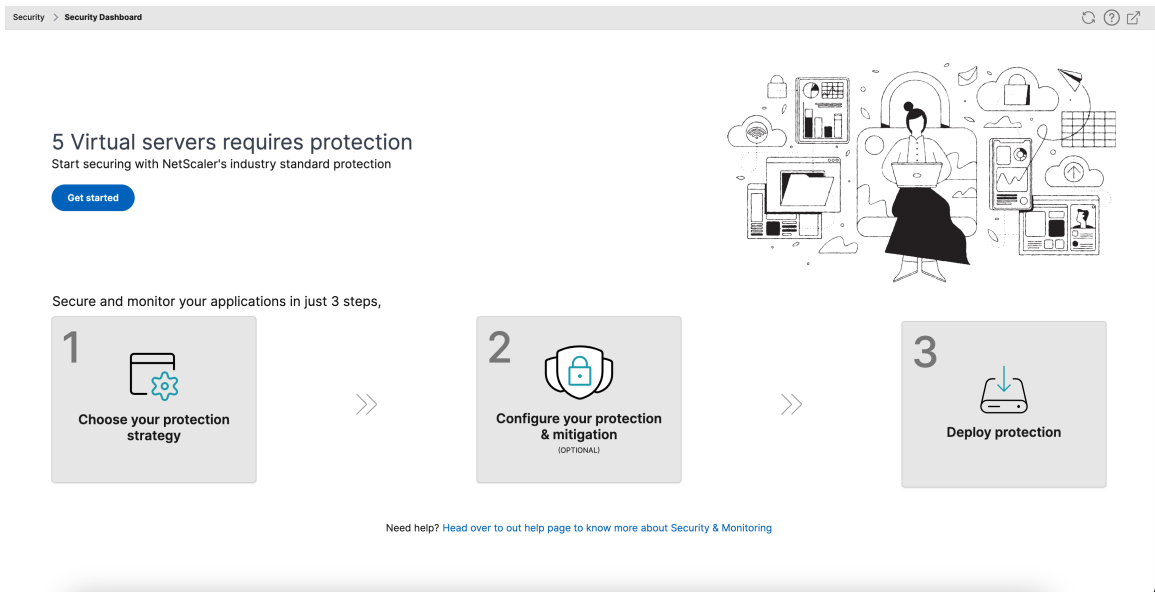 Security > Security Dashboard
5 Virtual servers requires protection
Start securing with NetScaler's industry standard protection
Get started
Secure and monitor your applications in just 3 steps,
1
Choose your protection
strategy
2
Configure your protection
& mitigation
(OPTIONAL)
3
Deploy protection
Need help? Head over to out help page to know more about Security & Monitoring